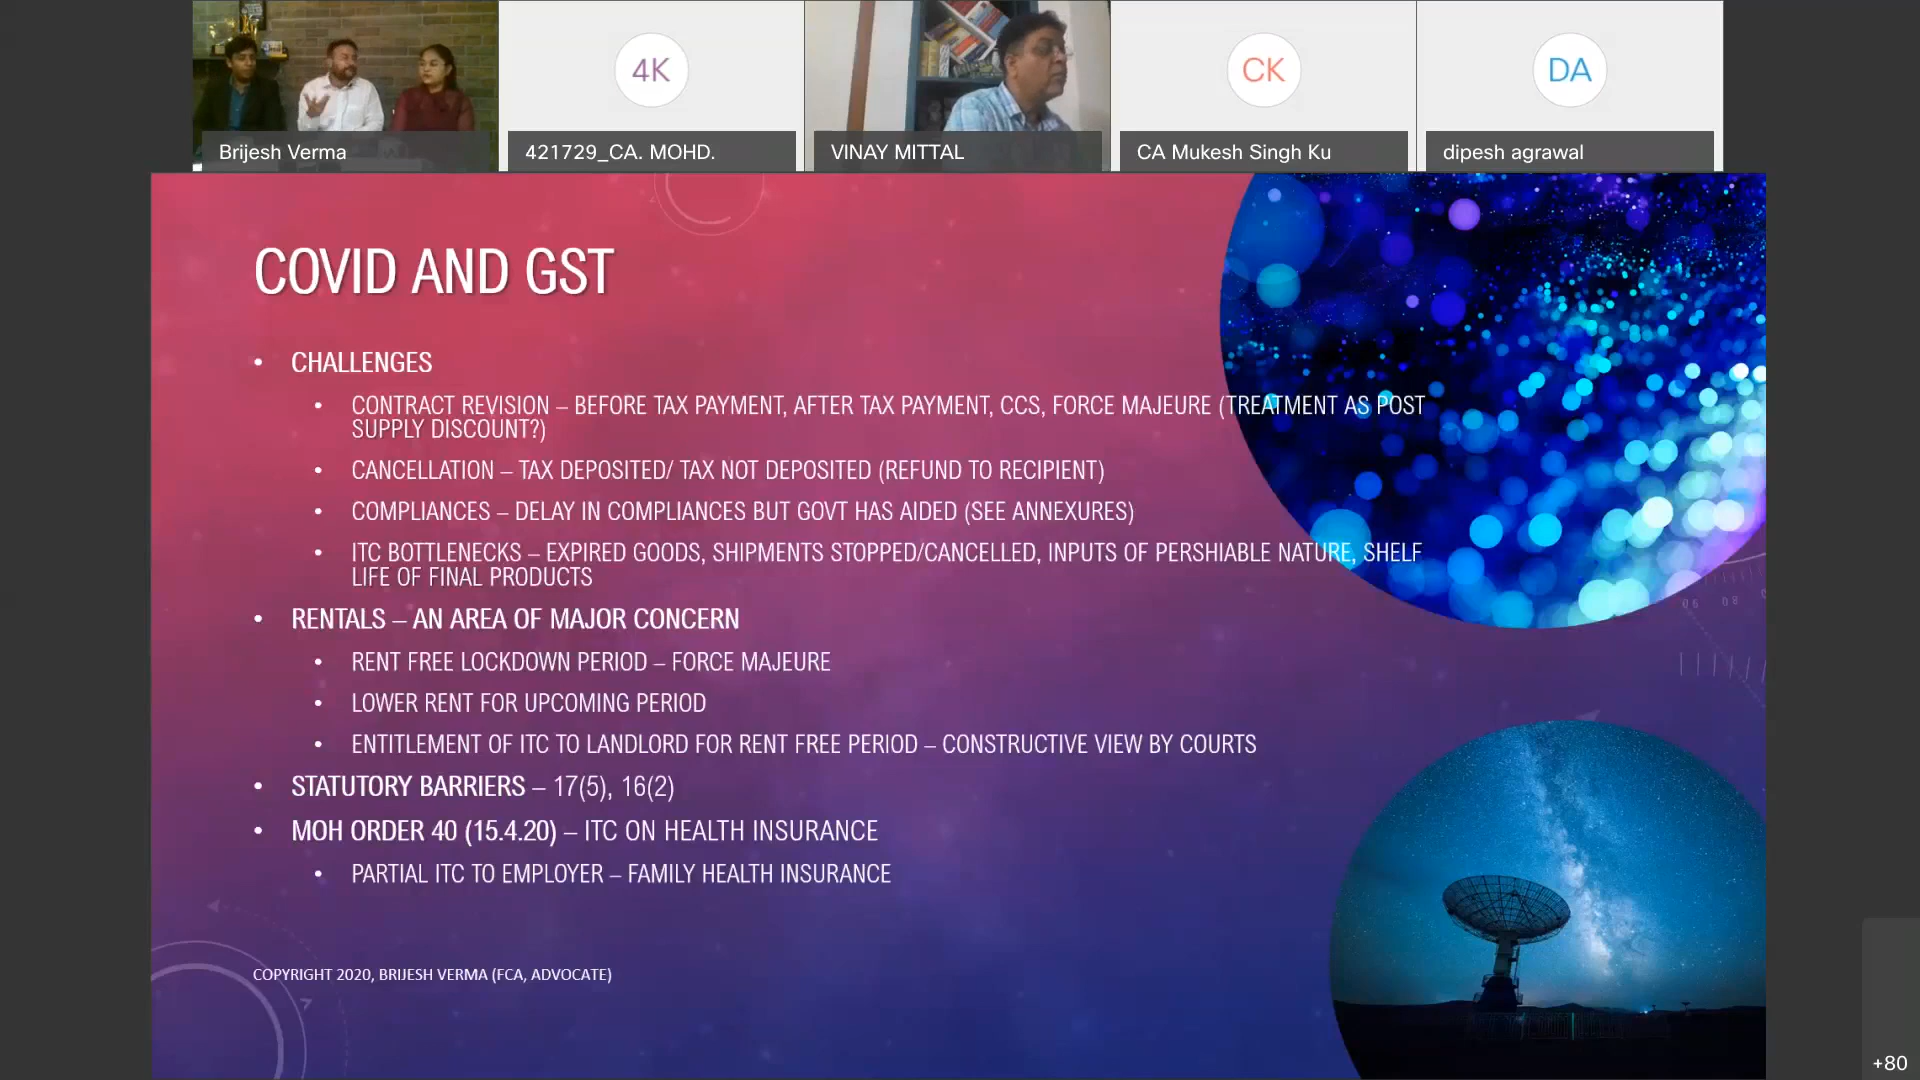 4K
CK
DA
Brijesh Verma
421729_CA. MOHD.
VINAY MITTAL
CA Mukesh Singh Ku
dipesh agrawal
COVID AND GST
• CHALLENGES
• CONTRACT REVISION – BEFORE TAX PAYMENT, AFTER TAX PAYMENT, CCS, FORCE MAJEURE (TREATMENT AS POST
SUPPLY DISCOUNT?)
• CANCELLATION – TAX DEPOSITED/ TAX NOT DEPOSITED (REFUND TO RECIPIENT)
• COMPLIANCES – DELAY IN COMPLIANCES BUT GOVT HAS AIDED (SEE ANNEXURES)
• ITC BOTTLENECKS – EXPIRED GOODS, SHIPMENTS STOPPED/CANCELLED, INPUTS OF PERSHIABLE NATURE, SHELF
LIFE OF FINAL PRODUCTS
06 08
• RENTALS – AN AREA OF MAJOR CONCERN
• RENT FREE LOCKDOWN PERIOD – FORCE MAJEURE
• LOWER RENT FOR UPCOMING PERIOD
• ENTITLEMENT OF ITC TO LANDLORD FOR RENT FREE PERIOD – CONSTRUCTIVE VIEW BY COURTS
• STATUTORY BARRIERS – 17(5), 16(2)
• MOH ORDER 40 (15.4.20) – ITC ON HEALTH INSURANCE
• PARTIAL ITC TO EMPLOYER – FAMILY HEALTH INSURANCE
COPYRIGHT 2020, BRIJESH VERMA (FCA, ADVOCATE)
+80